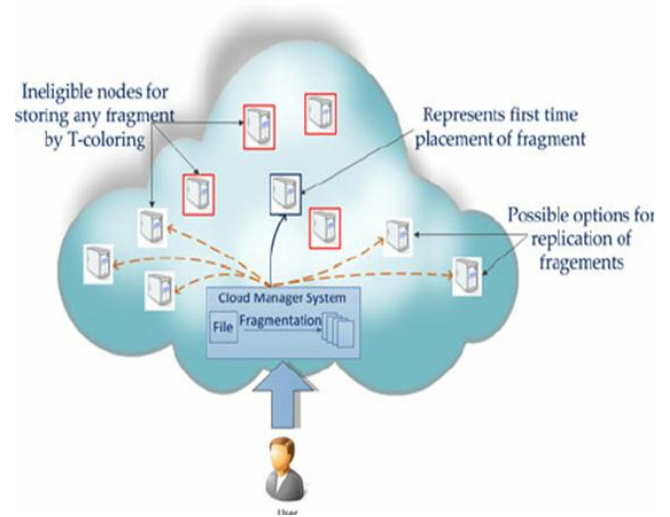 Ineligible nodes for
storing any fragment
by T-coloring
Represents first time
placement of fragment
Possible options for
replication of
fragements
Cloud Manager System
File
Fragmentation
User